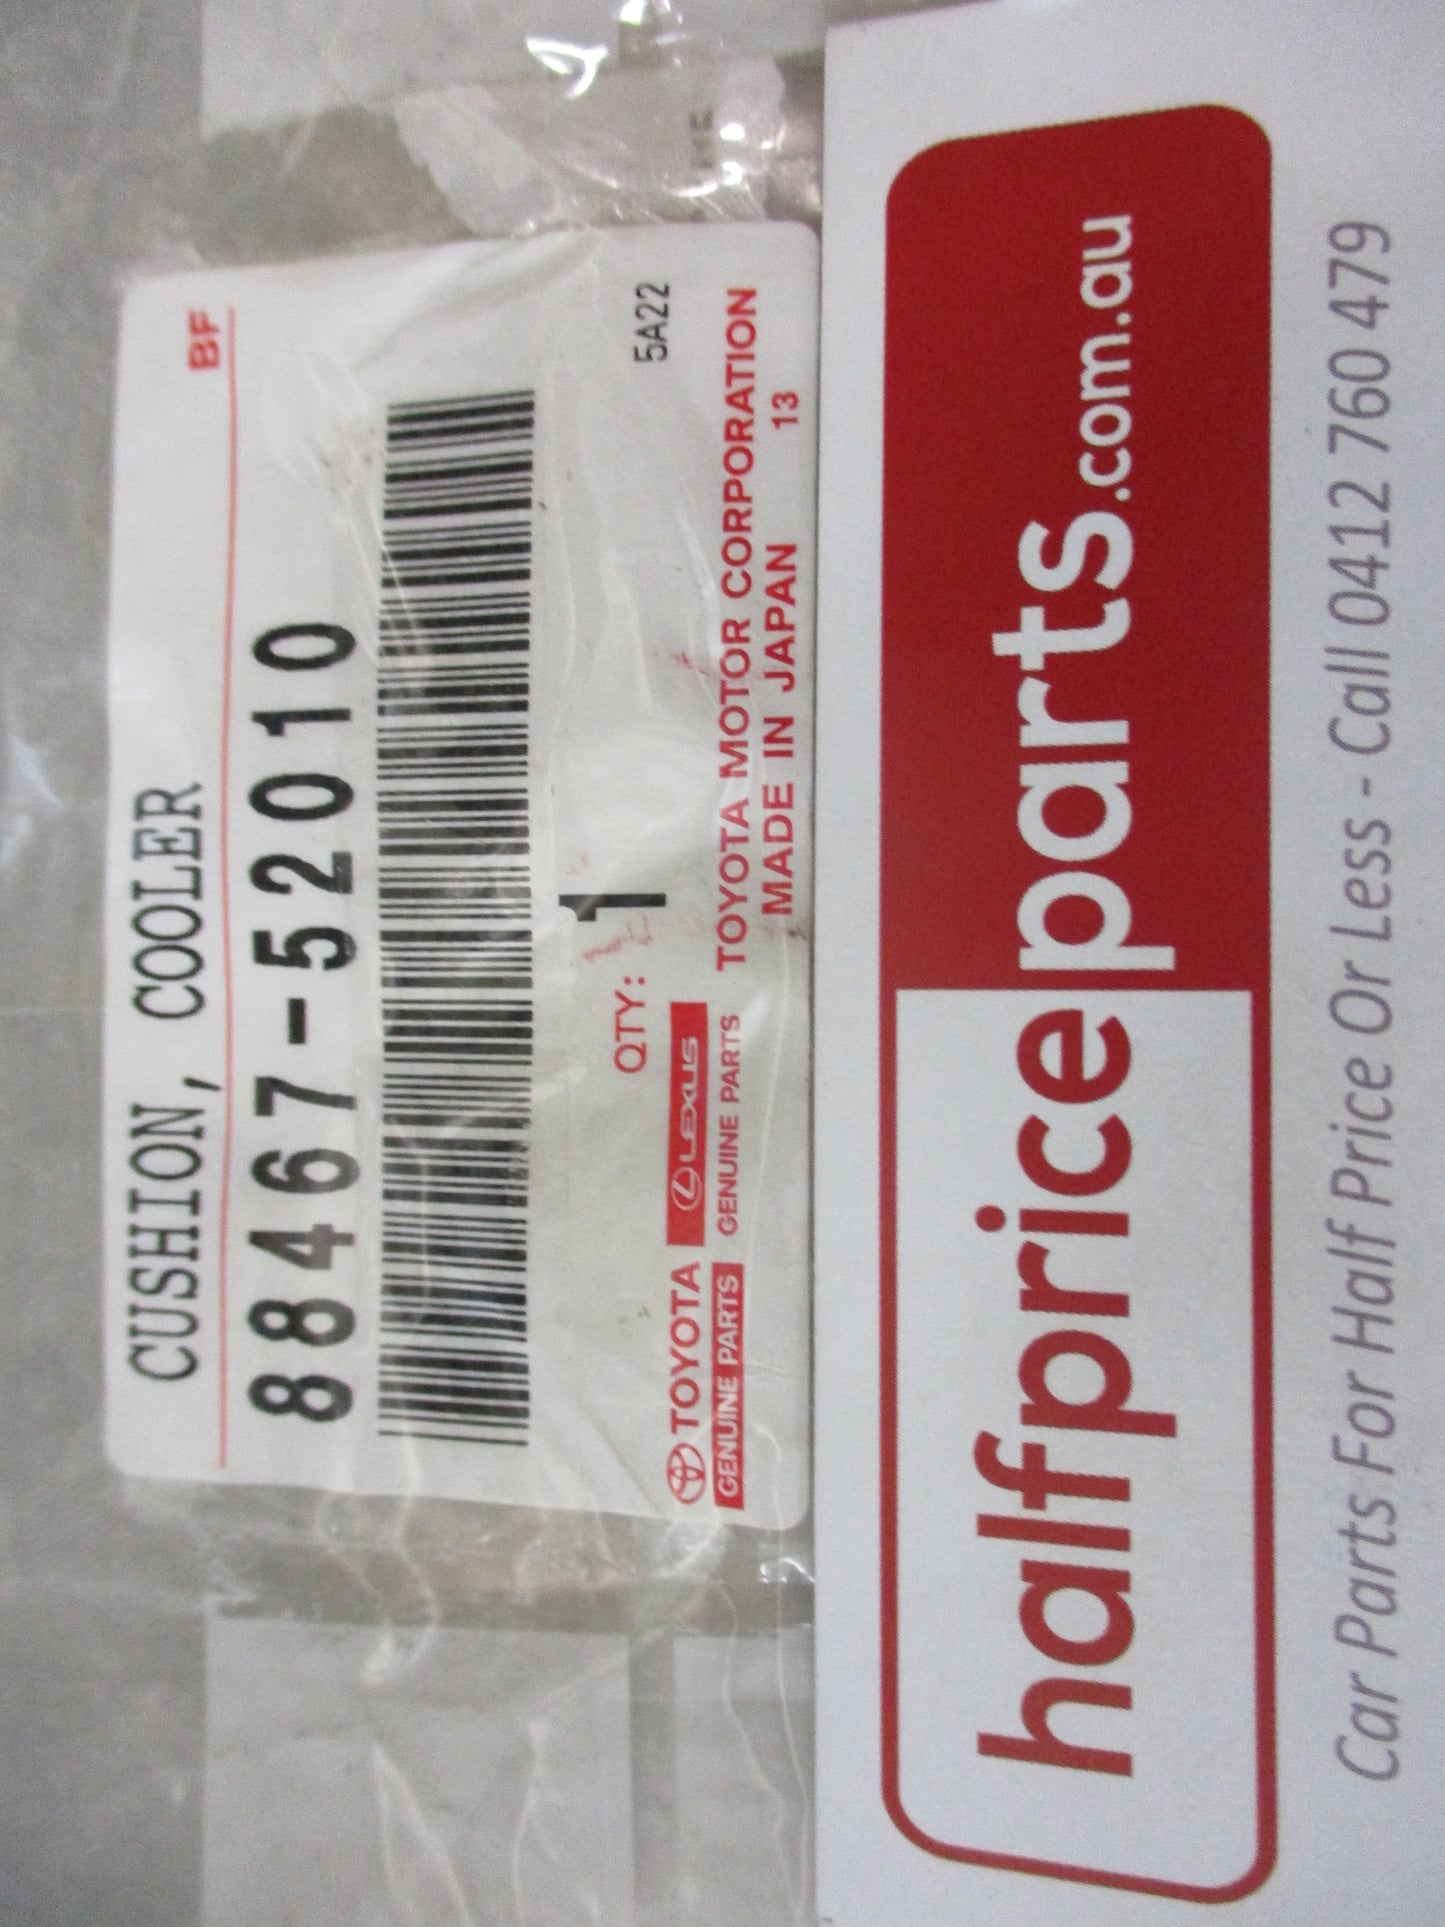 BF
CUSHION, COOLER
88467-52010
QTY: 1
5A22
TOYOTA
GENUINE PARTS
LEXUS
GENUINE PARTS
TOYOTA MOTOR CORPORATION
MADE IN JAPAN 13
halfpriceparts.com.au
Car Parts For Half Price Or Less - Call 0412 760 479